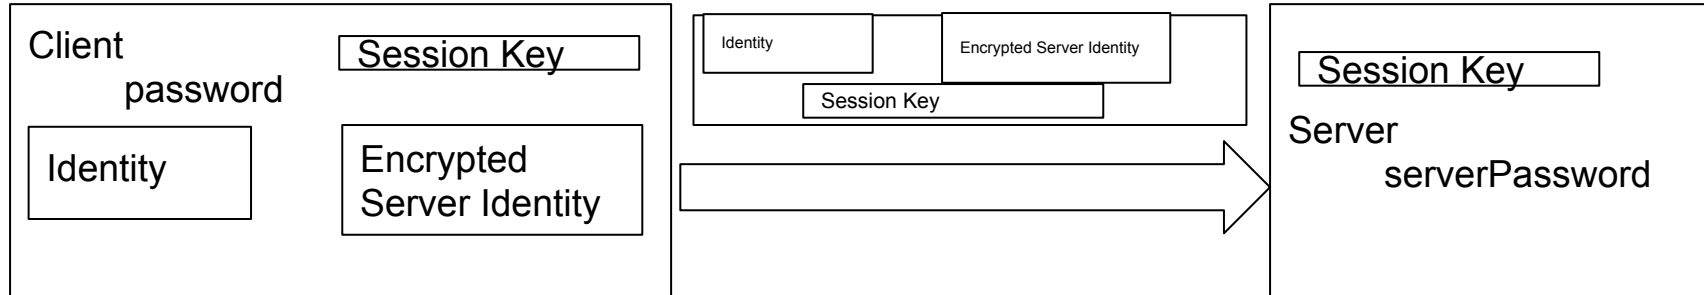 Client
password
Session Key
Identity
Encrypted
Server Identity
Identity
Encrypted Server Identity
Session Key
Session Key
Server
serverPassword